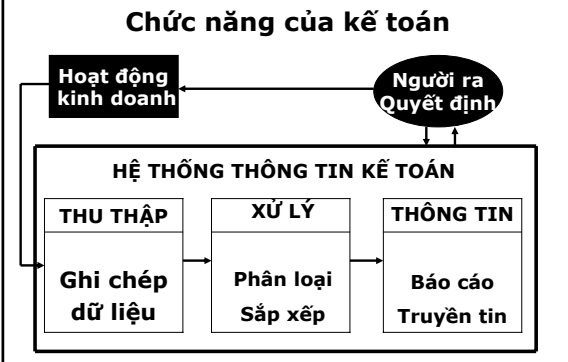 Chức năng của kế toán
Hoạt động
kinh doanh
Người ra
Quyết định
HỆ THỐNG THÔNG TIN KẾ TOÁN
THU THẬP
Ghi chép
dữ liệu
XỬ LÝ
Phân loại
Sắp xếp
THÔNG TIN
Báo cáo
Truyền tin